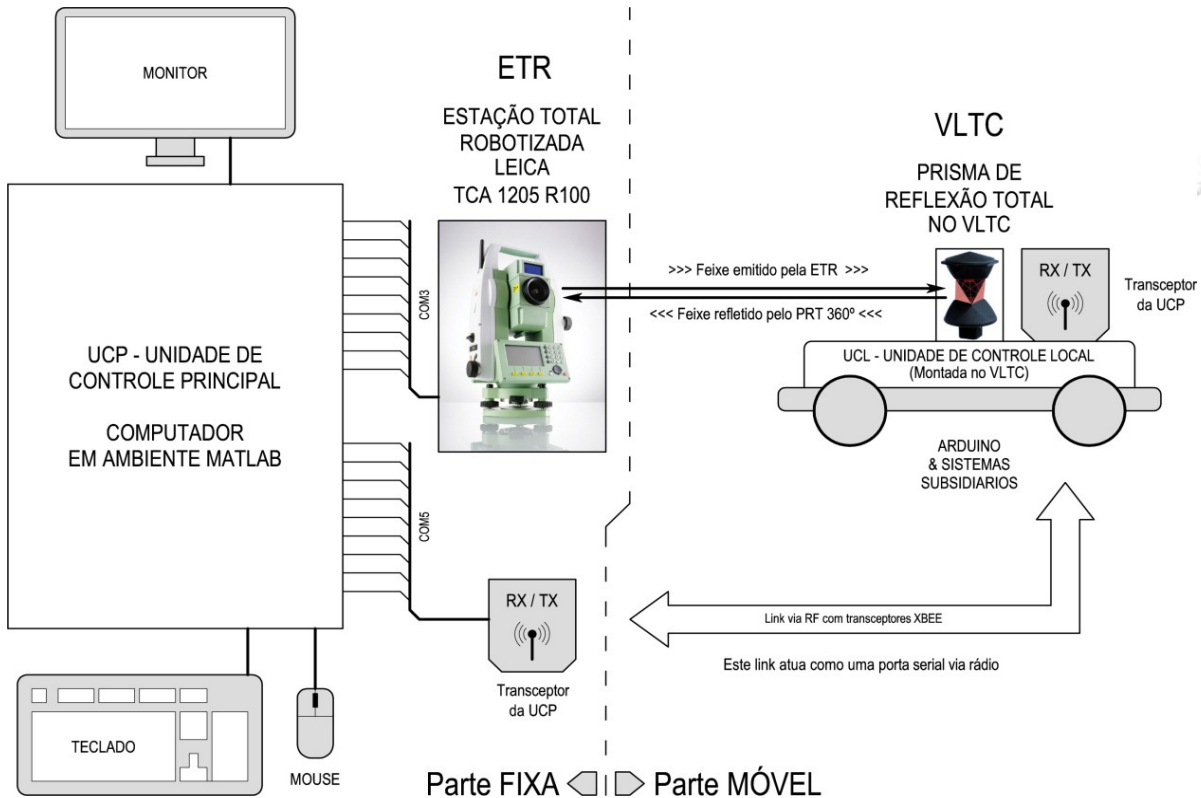 MONITOR
UCP - UNIDADE DE
CONTROLE PRINCIPAL
COMPUTADOR
EM AMBIENTE MATLAB
TECLADO
MOUSE
COM3
COM5
ETR
ESTAÇÃO TOTAL
ROBOTIZADA
LEICA
TCA 1205 R100
RX / TX
Transceptor
da UCP
>>> Feixe emitido pela ETR >>>
<<< Feixe refletido pelo PRT 360º <<<
VLTC
PRISMA DE
REFLEXÃO TOTAL
NO VLTC
RX / TX
Transceptor
da UCP
UCL - UNIDADE DE CONTROLE LOCAL
(Montada no VLTC)
ARDUINO
& SISTEMAS
SUBSIDIARIOS
Link via RF com transceptores XBEE
Este link atua como uma porta serial via rádio
Parte FIXA
Parte MÓVEL